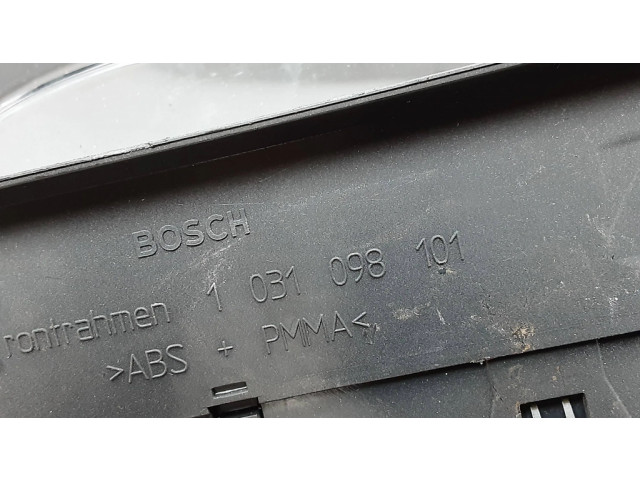 BOSCH
rontrahmen 1 031 098 101
>ABS + PMMA<